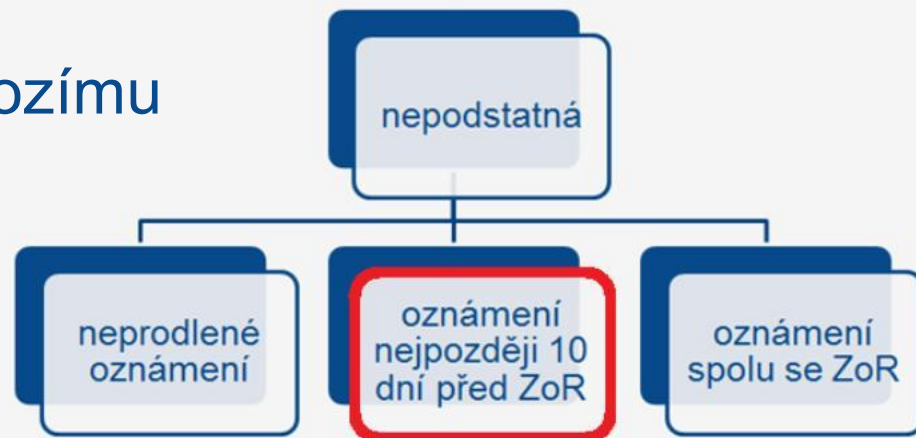 ozímu
nepodstatná
neprodlené
oznámení
oznámení
nejpozději 10
dní před ZoR
oznámení
spolu se ZoR